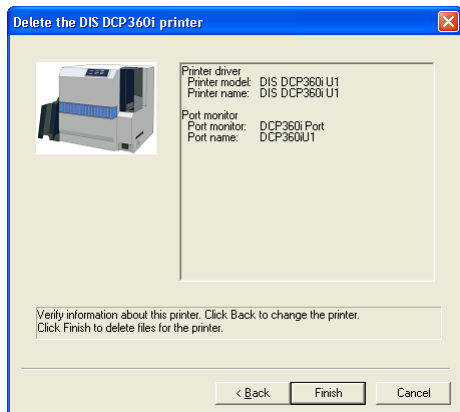 Delete the DIS DCP360i printer
Printer driver
Printer model: DIS DCP360i U1
Printer name: DIS DCP360i U1
Port monitor
Port monitor: DCP360i Port
Port name: DCP360iU1
Verify information about this printer. Click Back to change the printer.
Click Finish to delete files for the printer.
< Back Finish Cancel